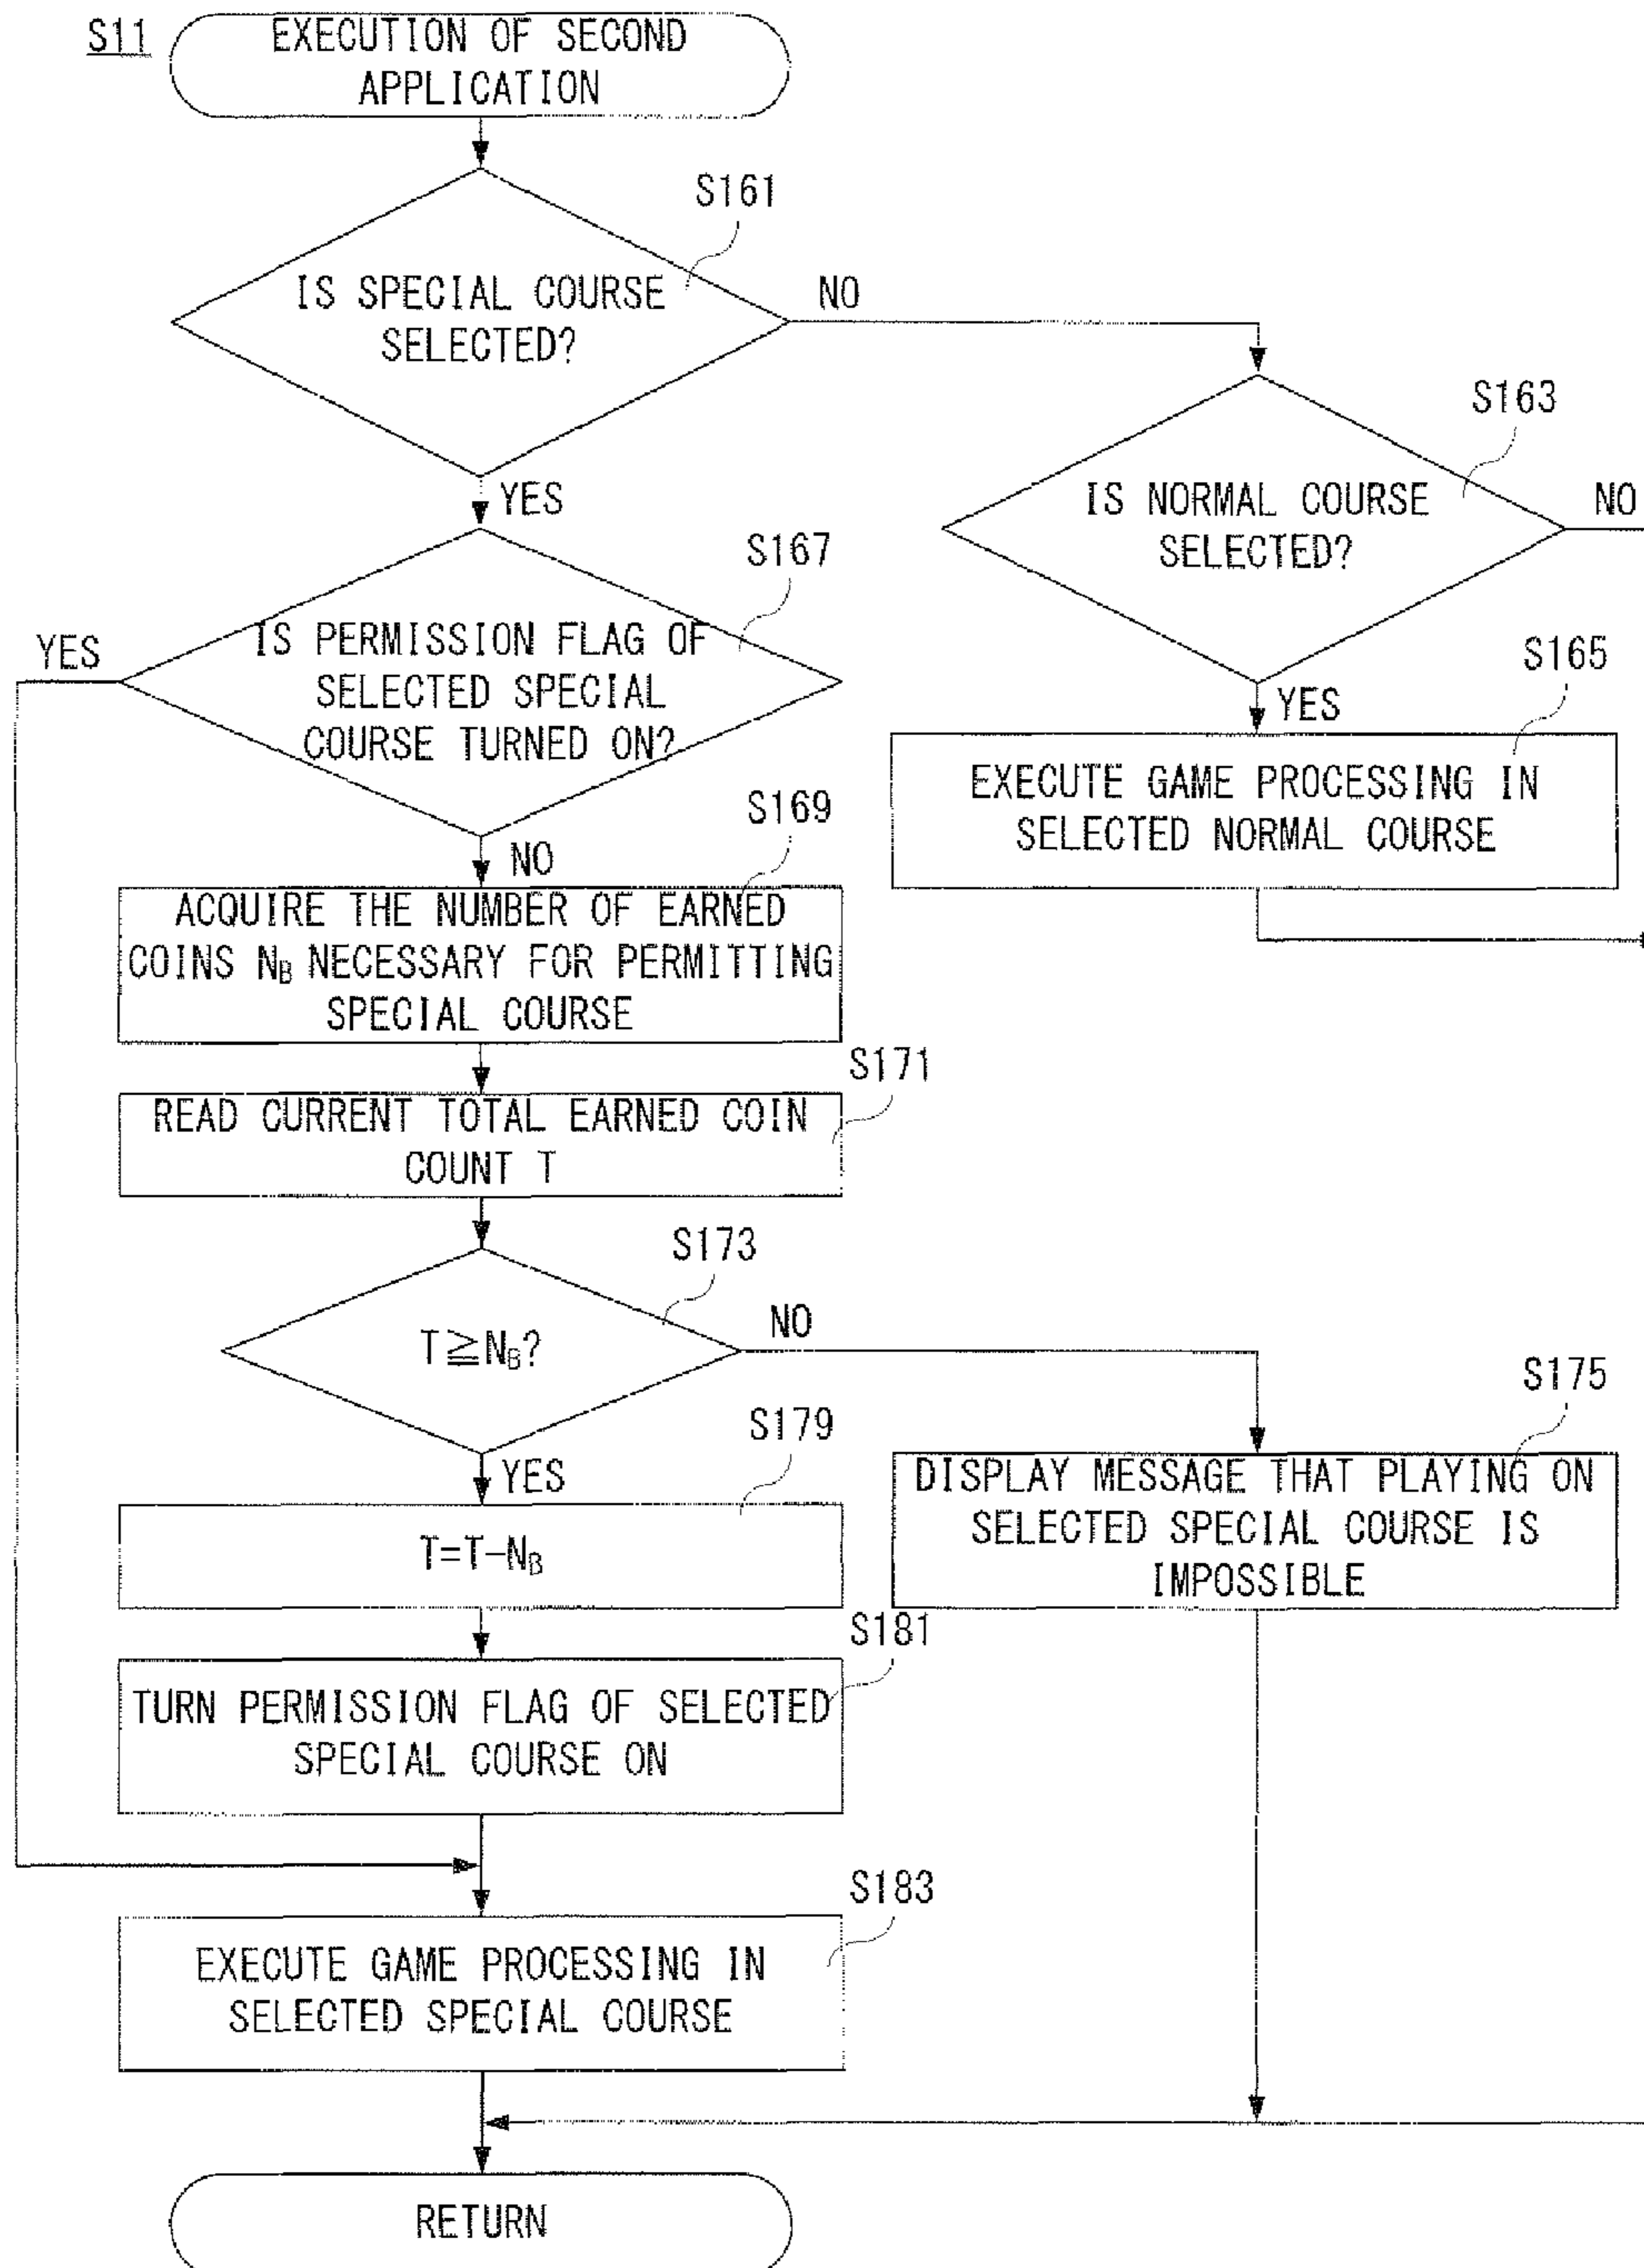 S11
EXECUTION OF SECOND
APPLICATION
S161
IS SPECIAL COURSE
SELECTED?
NO
YES
S163
IS NORMAL COURSE
SELECTED?
NO
YES
S165
EXECUTE GAME PROCESSING IN
SELECTED NORMAL COURSE
S167
IS PERMISSION FLAG OF
SELECTED SPECIAL
COURSE TURNED ON?
YES
NO
S169
ACQUIRE THE NUMBER OF EARNED
COINS NB NECESSARY FOR PERMITTING
SPECIAL COURSE
S171
READ CURRENT TOTAL EARNED COIN
COUNT T
S173
T≧NB?
NO
YES
S175
DISPLAY MESSAGE THAT PLAYING ON
SELECTED SPECIAL COURSE IS
IMPOSSIBLE
S179
T=T-NB
S181
TURN PERMISSION FLAG OF SELECTED
SPECIAL COURSE ON
S183
EXECUTE GAME PROCESSING IN
SELECTED SPECIAL COURSE
RETURN